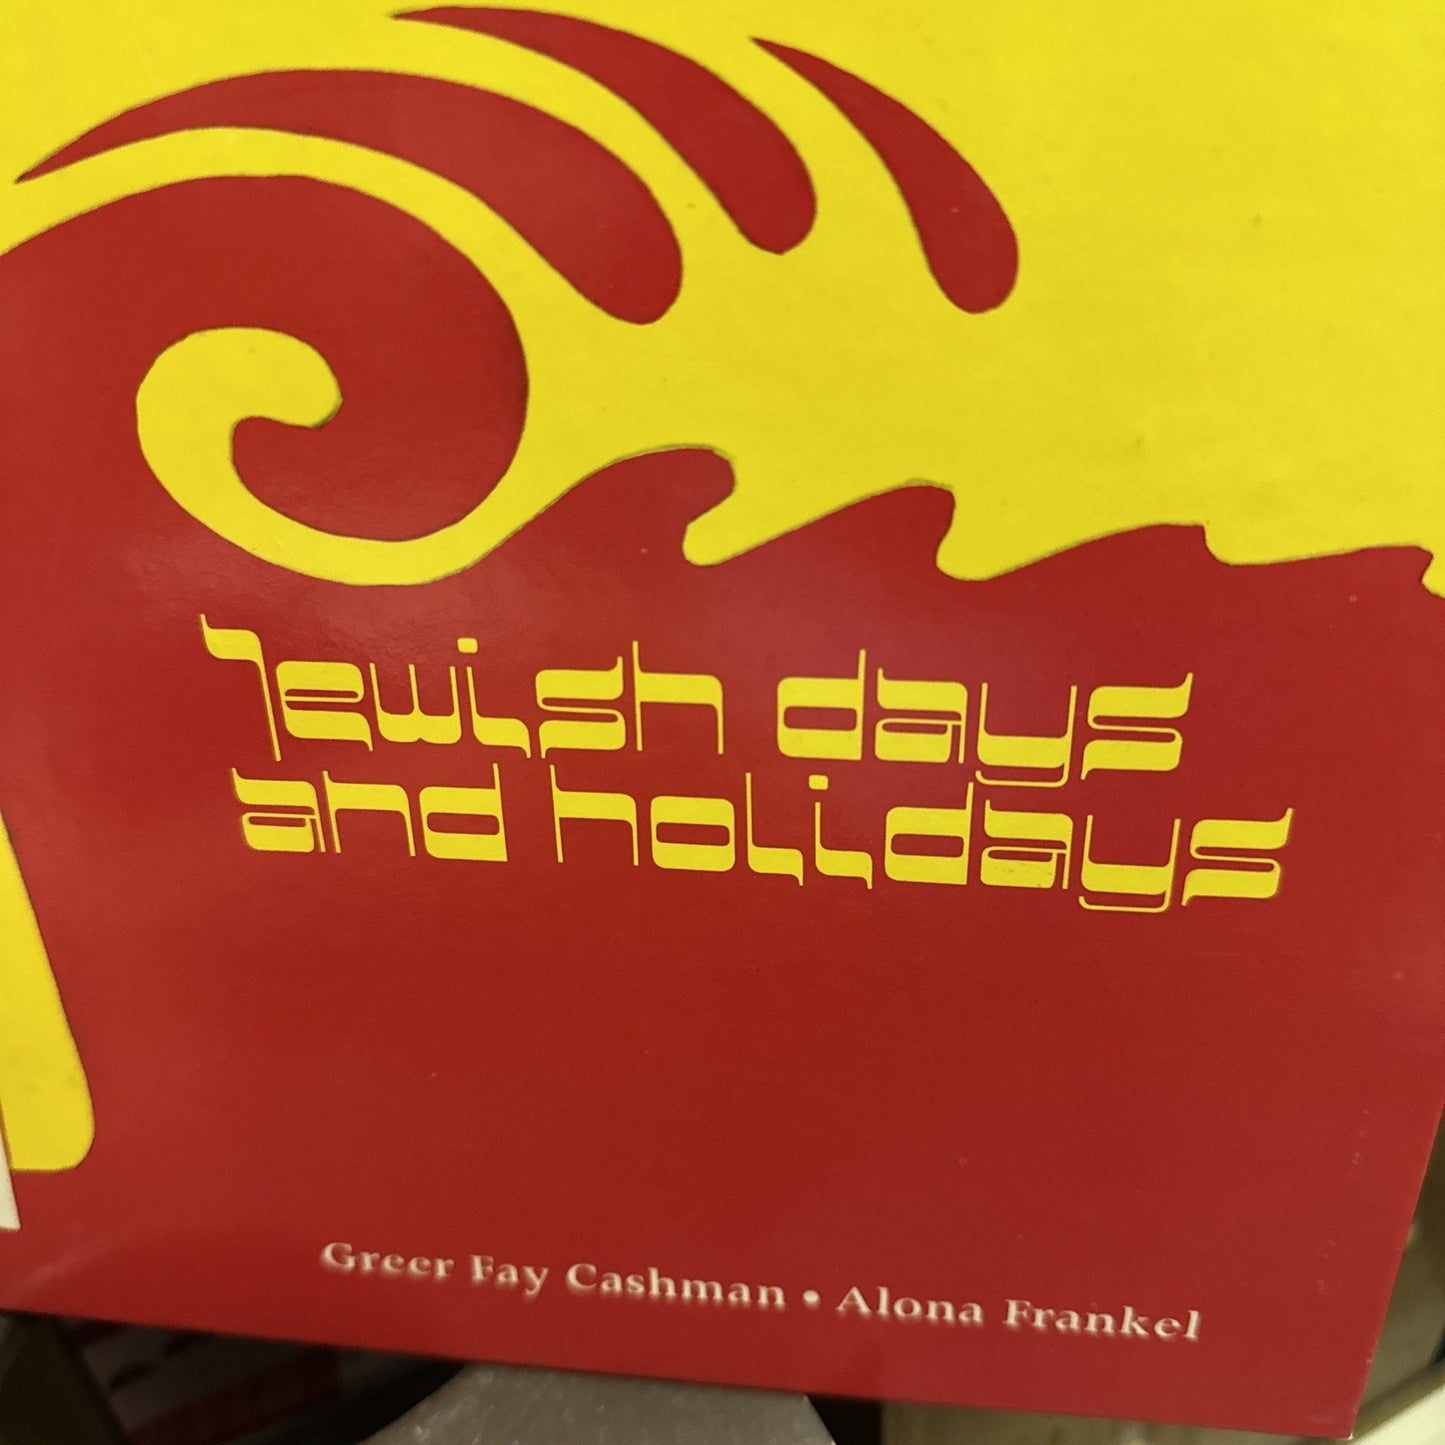 Jewish days
and holidays
Greer Fay Cashman • Alona Frankel